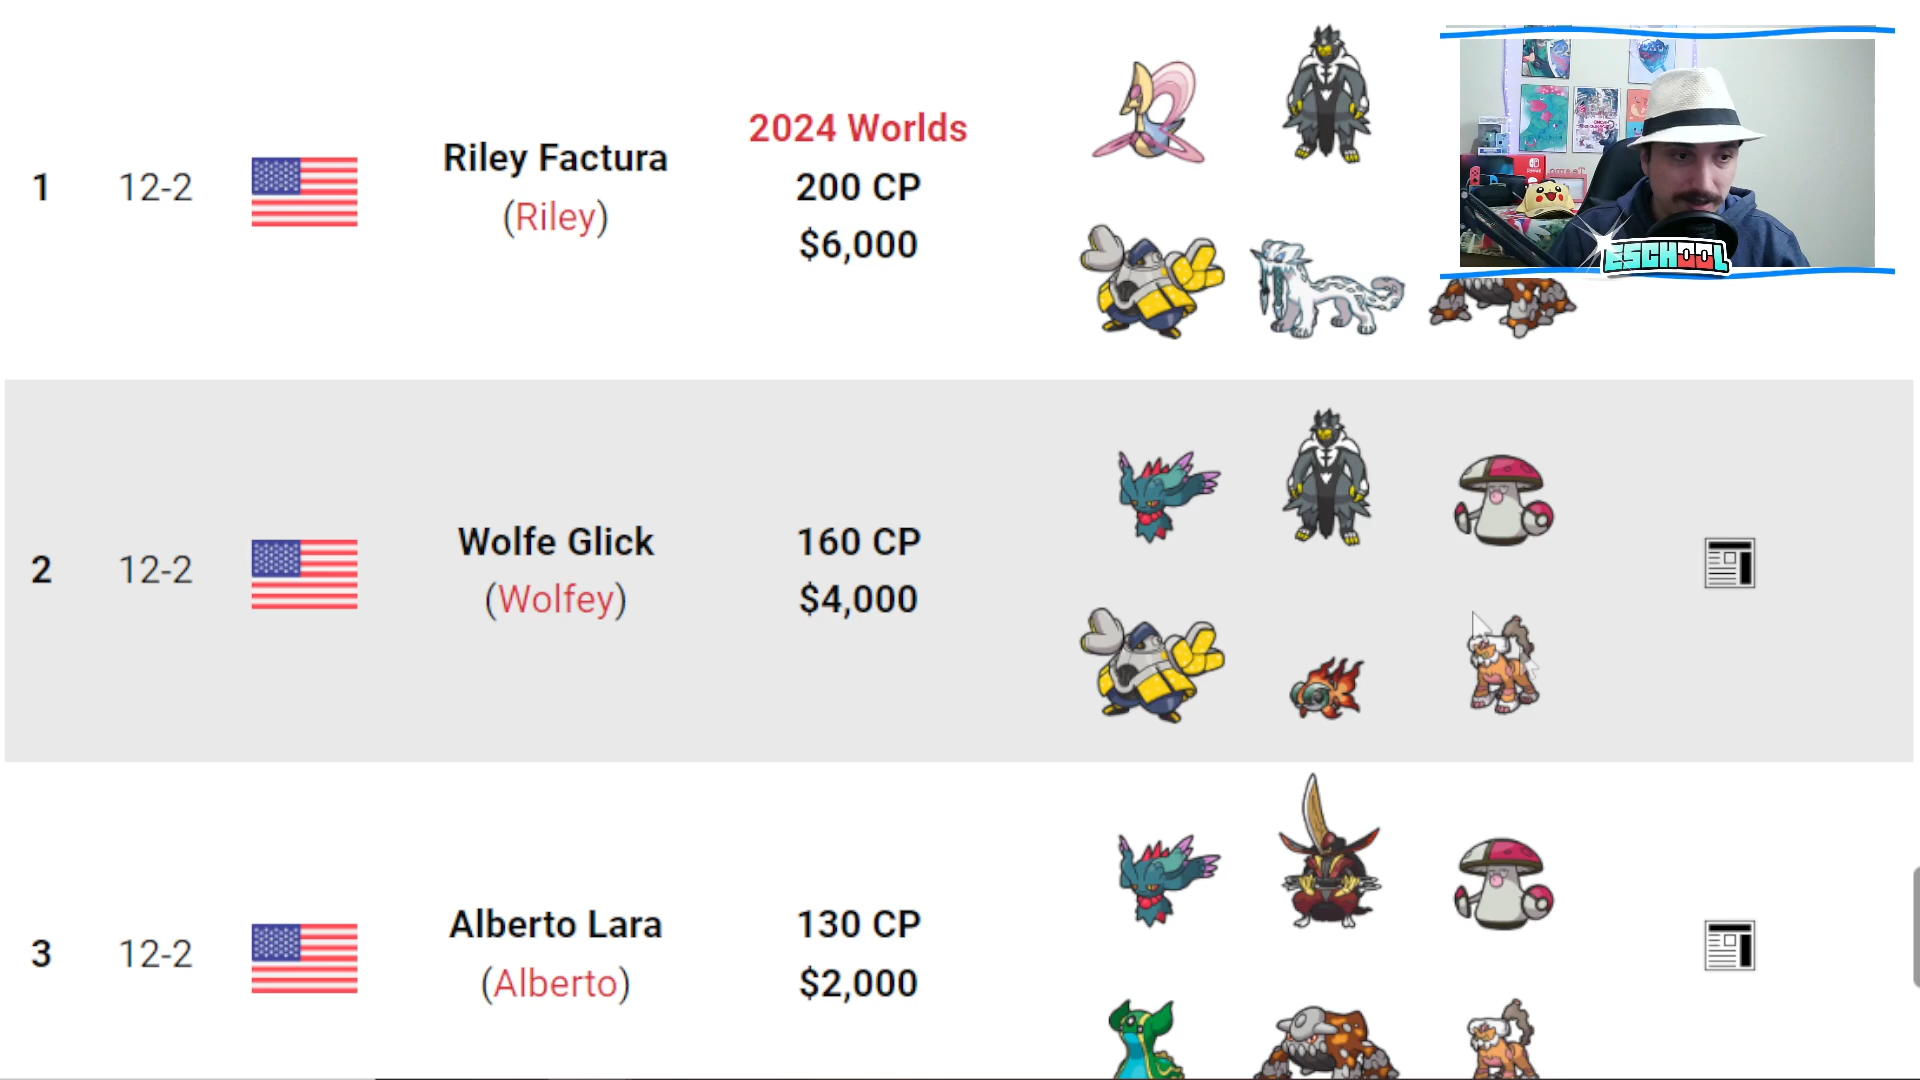 1
12-2
Riley Factura
(Riley)
2024 Worlds
200 CP
$6,000
ESCHOOL
2
12-2
Wolfe Glick
(Wolfey)
160 CP
$4,000
3
12-2
Alberto Lara
(Alberto)
130 CP
$2,000